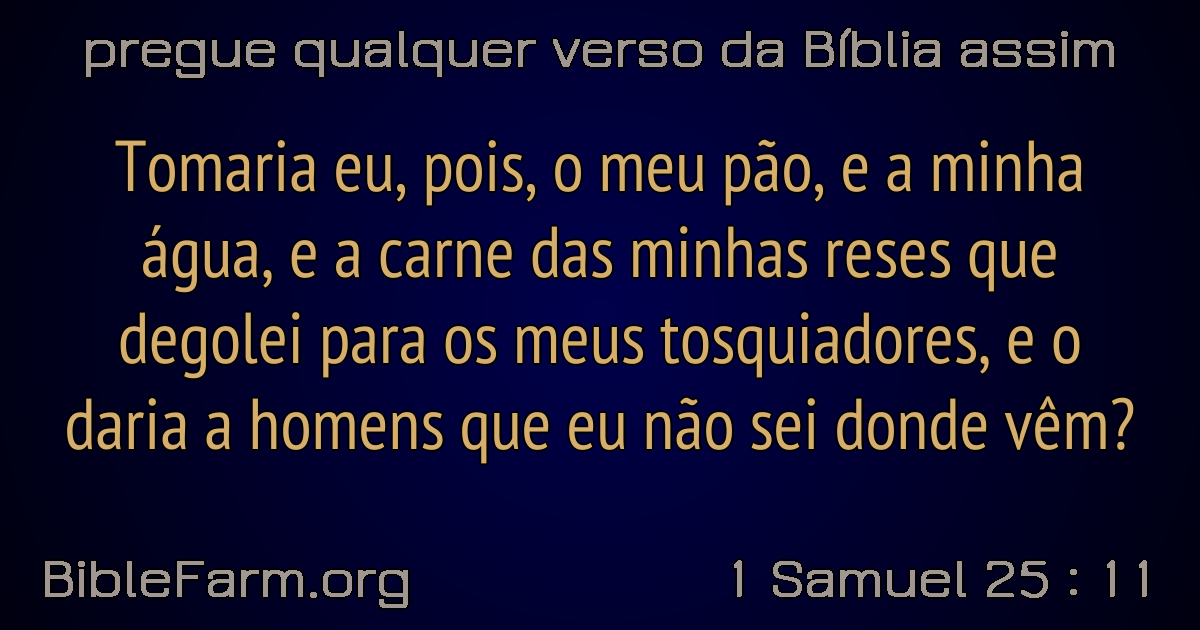 pregue qualquer verso da Bíblia assim
Tomaria eu, pois, o meu pão, e a minha
água, e a carne das minhas reses que
degolei para os meus tosquiadores, e o
daria a homens que eu não sei donde vêm?
BibleFarm.org
1 Samuel 25 : 11